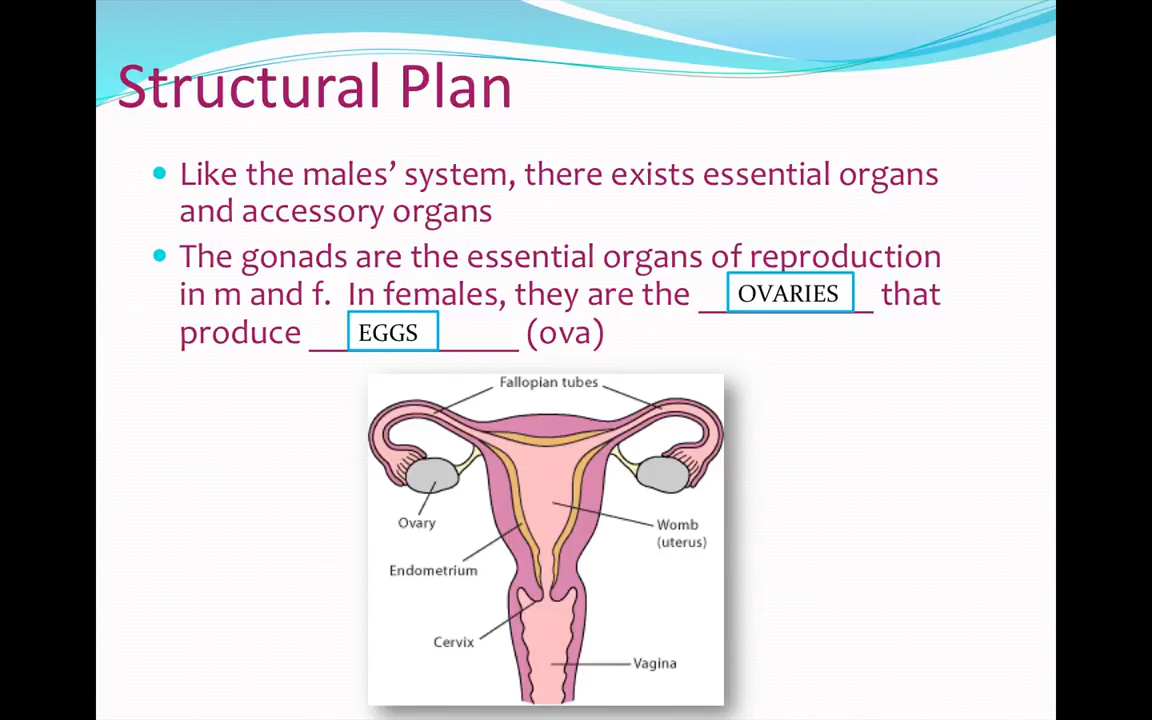 Structural Plan
Like the males’ system, there exists essential organs
and accessory organs
The gonads are the essential organs of reproduction
in m and f. In females, they are the OVARIES that
produce EGGS (ova)
Fallopian tubes
Ovary
Womb
(uterus)
Endometrium
Cervix
Vagina